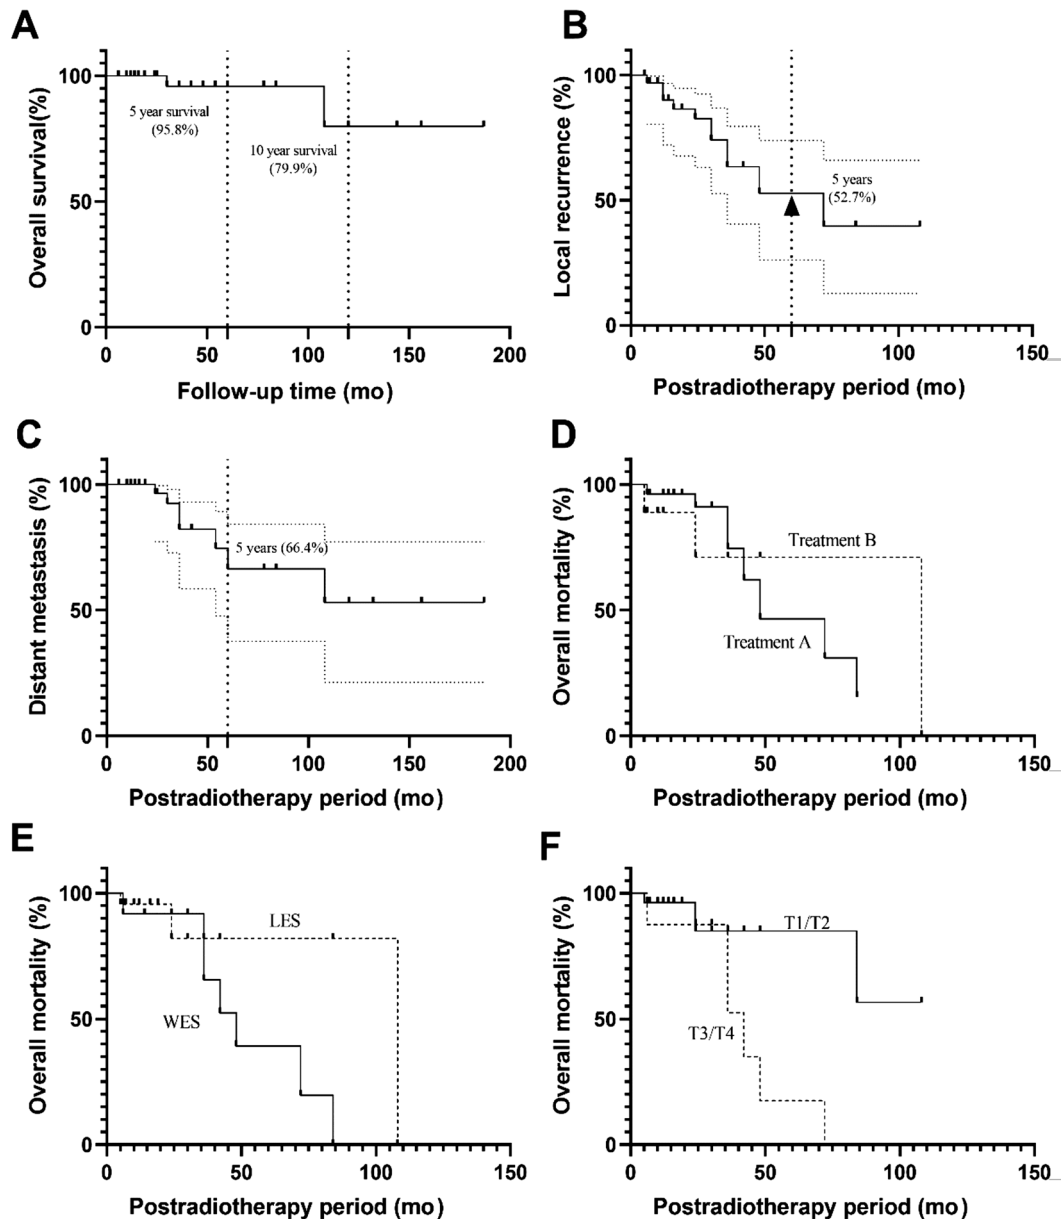 A
Overall survival(%)
100
50
0
5 year survival
(95.8%)
10 year survival
(79.9%)
0
50
100
150
200
Follow-up time (mo)
B
Local recurrence (%)
100
50
0
5 years
(52.7%)
0
50
100
150
Postradiotherapy period (mo)
C
Distant metastasis (%)
100
50
0
5 years (66.4%)
0
50
100
150
200
Postradiotherapy period (mo)
D
Overall mortality (%)
100
50
0
Treatment B
Treatment A
0
50
100
150
Postradiotherapy period (mo)
E
Overall mortality (%)
100
50
0
LES
WES
0
50
100
150
Postradiotherapy period (mo)
F
Overall mortality (%)
100
50
0
T1/T2
T3/T4
0
50
100
150
Postradiotherapy period (mo)